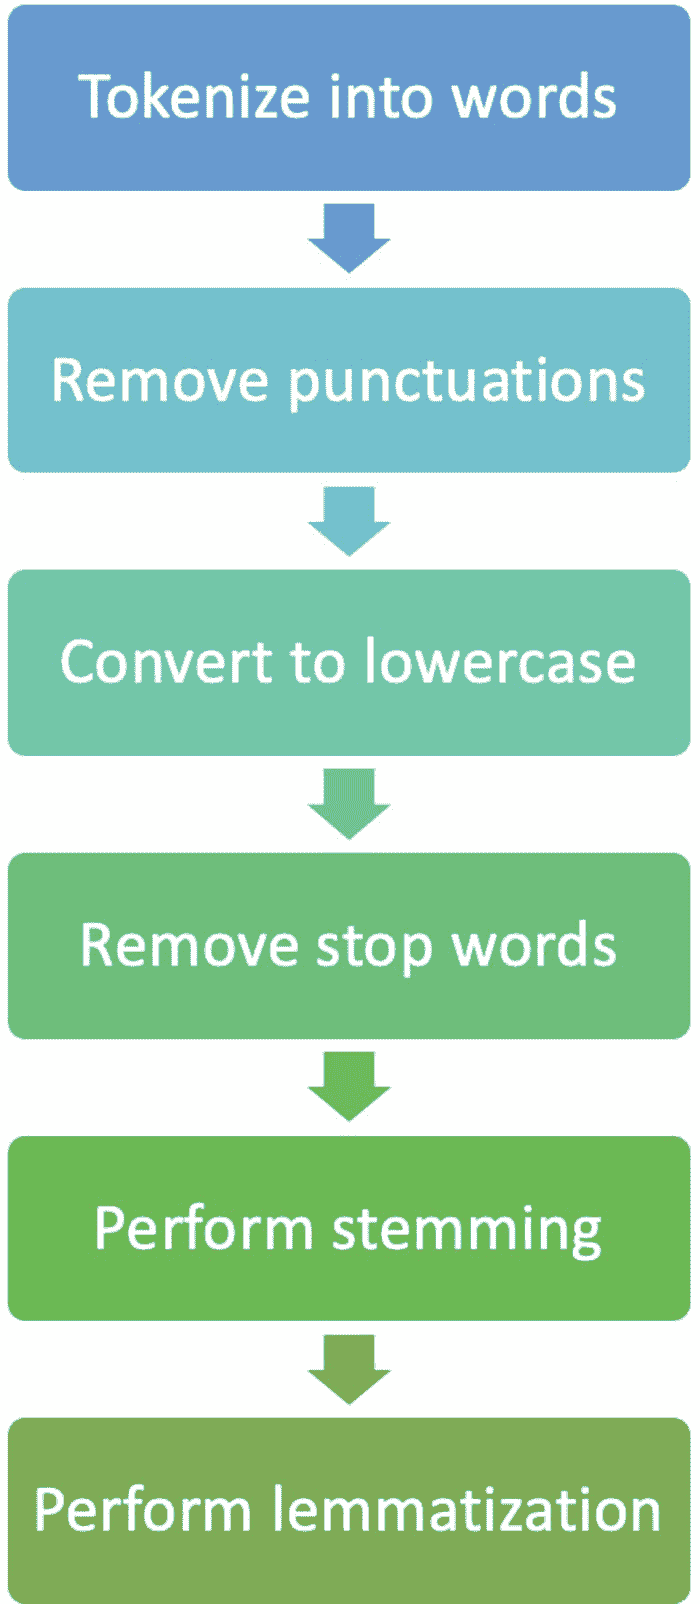 Tokenize into words
Remove punctuations
Convert to lowercase
Remove stop words
Perform stemming
Perform lemmatization